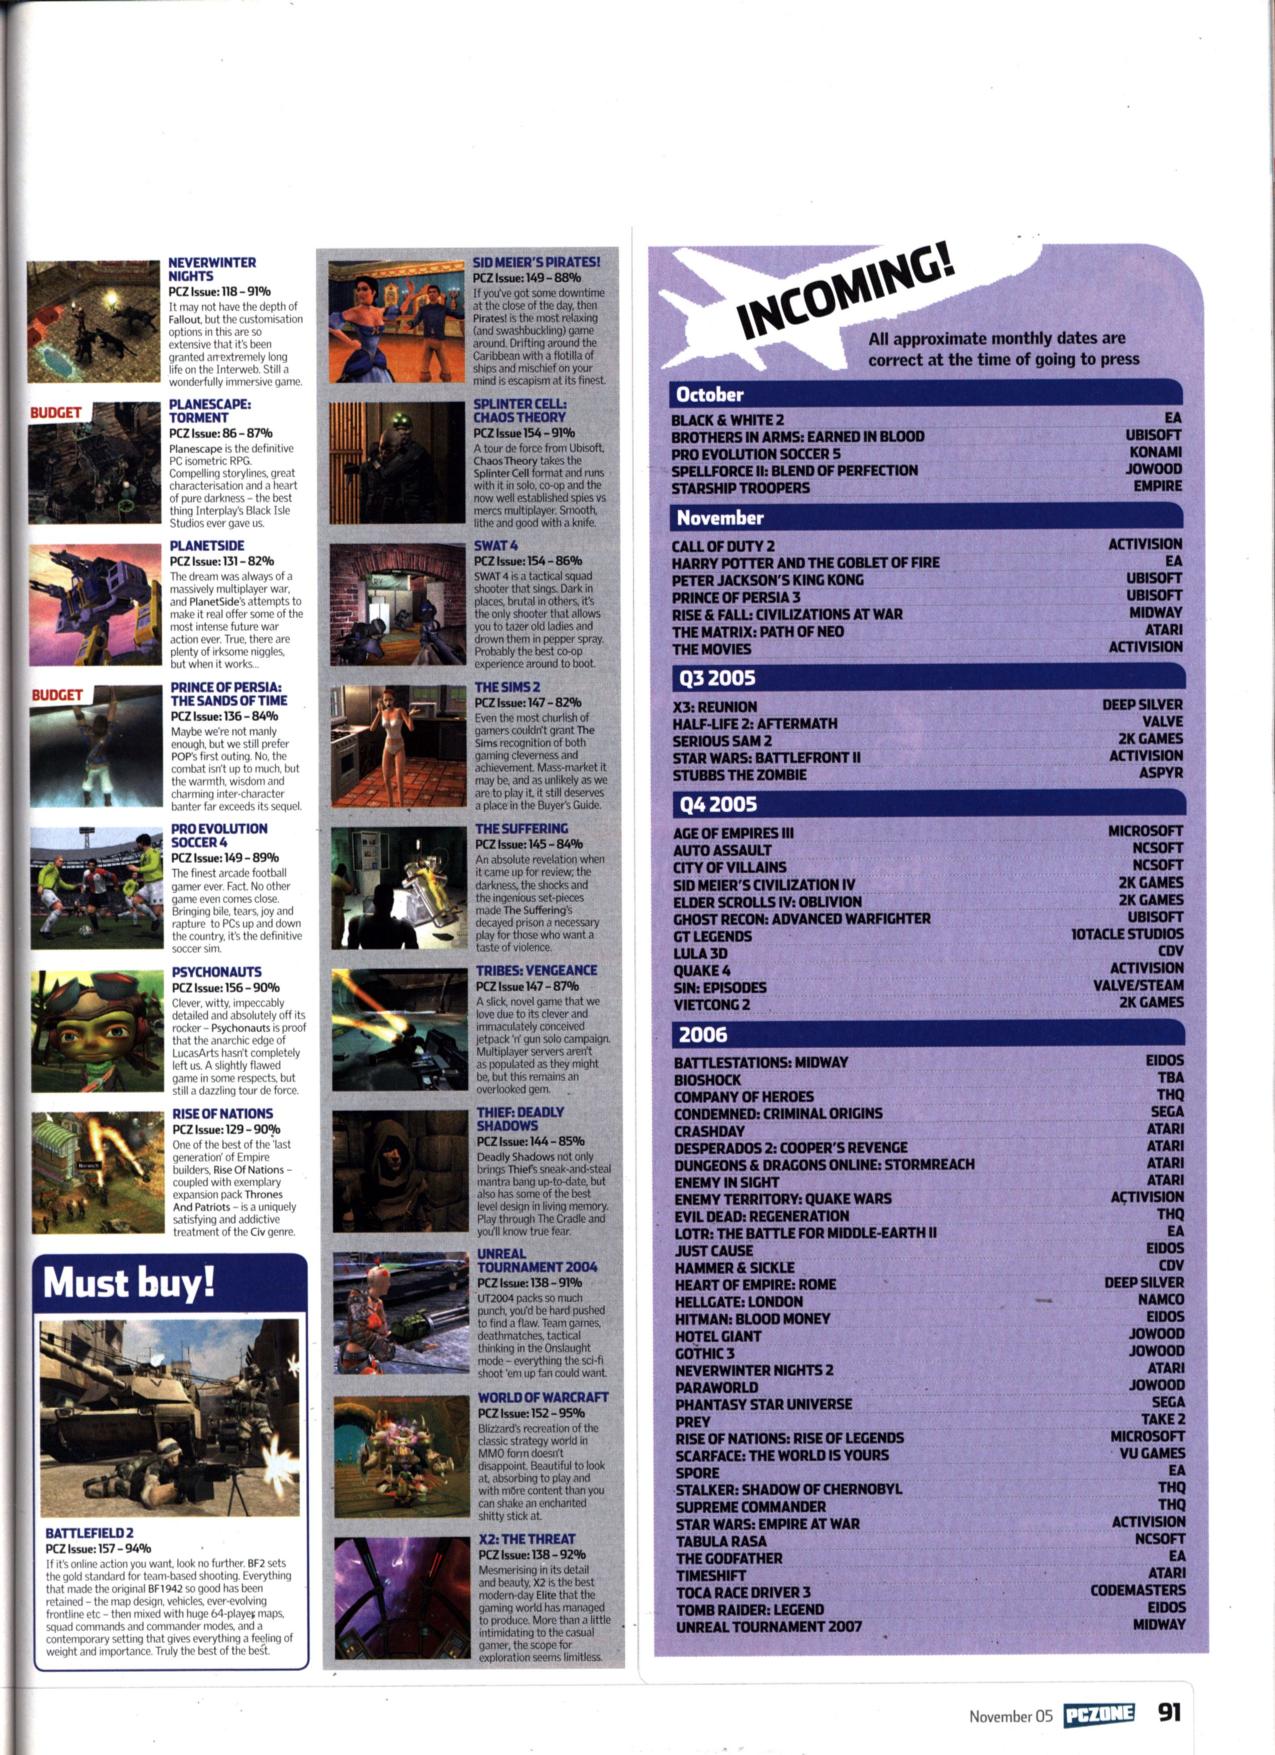 NEVERWINTER
NIGHTS
PCZ Issue: 118 – 91%
It may not have the depth of
Fallout, but the customisation
options in this are so
extensive that it's been
granted an extremely long
life on the Interweb. Still a
wonderfully immersive game.
BUDGET
PLANESCAPE:
TORMENT
PCZ Issue: 86 – 87%
Planescape is the definitive
PC isometric RPG.
Compelling storylines, great
characterisation and a heart
of pure darkness – the best
thing Interplay's Black Isle
Studios ever gave us.
PLANETSIDE
PCZ Issue: 131 – 82%
The dream was always of a
massively multiplayer war,
and PlanetSide's attempts to
make it real offer some of the
most intense future war
action ever. True, there are
plenty of irksome niggles,
but when it works...
BUDGET
PRINCE OF PERSIA:
THE SANDS OF TIME
PCZ Issue: 136 – 84%
Maybe we're not manly
enough, but we still prefer
POP's first outing. No, the
combat isn't up to much, but
the warmth, wisdom and
charming inter-character
banter far exceeds its sequel.
PRO EVOLUTION
SOCCER 4
PCZ Issue: 149 – 89%
The finest arcade football
gamer ever. Fact. No other
game even comes close.
Bringing bile, tears, joy and
rapture to PCs up and down
the country, it's the definitive
soccer sim.
PSYCHONAUTS
PCZ Issue: 156 – 90%
Clever, witty, impeccably
detailed and absolutely off its
rocker – Psychonauts is proof
that the anarchic edge of
LucasArts hasn't completely
left us. A slightly flawed
game in some respects, but
still a dazzling tour de force.
RISE OF NATIONS
PCZ Issue: 129 – 90%
One of the best of the 'last
generation' of Empire
builders, Rise Of Nations –
coupled with exemplary
expansion pack Thrones
And Patriots – is a uniquely
satisfying and addictive
treatment of the Civ genre.
Must buy!
BATTLEFIELD 2
PCZ Issue: 157 – 94%
If it's online action you want, look no further. BF2 sets
the gold standard for team-based shooting. Everything
that made the original BF1942 so good has been
retained – the map design, vehicles, ever-evolving
frontline etc – then mixed with huge 64-player maps,
squad commands and commander modes, and a
contemporary setting that gives everything a feeling of
weight and importance. Truly the best of the best.
SID MEIER'S PIRATES!
PCZ Issue: 149 – 88%
If you've got some downtime
at the close of the day, then
Pirates! is the most relaxing
(and swashbuckling) game
around. Drifting around the
Caribbean with a flotilla of
ships and mischief on your
mind is escapism at its finest.
SPLINTER CELL:
CHAOS THEORY
PCZ Issue 154 – 91%
A tour de force from Ubisoft,
Chaos Theory takes the
Splinter Cell format and runs
with it in solo, co-op and the
now well established spies vs
mercs multiplayer. Smooth,
lithe and good with a knife.
SWAT 4
PCZ Issue: 154 – 86%
SWAT 4 is a tactical squad
shooter that sings. Dark in
places, brutal in others, it's
the only shooter that allows
you to tazer old ladies and
drown them in pepper spray.
Probably the best co-op
experience around to boot.
THE SIMS 2
PCZ Issue: 147 – 82%
Even the most churlish of
gamers couldn't grant The
Sims recognition of both
gaming cleverness and
achievement. Mass-market it
may be, and as unlikely as we
are to play it, it still deserves
a place in the Buyer's Guide.
THE SUFFERING
PCZ Issue: 145 – 84%
An absolute revelation when
it came up for review; the
darkness, the shocks and
the ingenious set-pieces
made The Suffering's
decayed prison a necessary
play for those who want a
taste of violence.
TRIBES: VENGEANCE
PCZ Issue 147 – 87%
A slick, novel game that we
love due to its clever and
immaculately conceived
jetpack 'n' gun solo campaign.
Multiplayer servers aren't
as populated as they might
be, but this remains an
overlooked gem.
THIEF: DEADLY
SHADOWS
PCZ Issue: 144 – 85%
Deadly Shadows not only
brings Thief's sneak-and-steal
mantra bang up-to-date, but
also has some of the best
level design in living memory.
Play through The Cradle and
you'll know true fear.
UNREAL
TOURNAMENT 2004
PCZ Issue: 138 – 91%
UT2004 packs so much
punch, you'd be hard pushed
to find a flaw. Team games,
deathmatches, tactical
thinking in the Onslaught
mode – everything the sci-fi
shoot 'em up fan could want.
WORLD OF WARCRAFT
PCZ Issue: 152 – 95%
Blizzard's recreation of the
classic strategy world in
MMO form doesn't
disappoint. Beautiful to look
at, absorbing to play and
with more content than you
can shake an enchanted
shitty stick at.
X2: THE THREAT
PCZ Issue: 138 – 92%
Mesmerising in its detail
and beauty, X2 is the best
modern-day Elite that the
gaming world has managed
to produce. More than a little
intimidating to the casual
gamer, the scope for
exploration seems limitless.
INCOMING!
All approximate monthly dates are
correct at the time of going to press
October
BLACK & WHITE 2 EA
BROTHERS IN ARMS: EARNED IN BLOOD UBISOFT
PRO EVOLUTION SOCCER 5 KONAMI
SPELLFORCE II: BLEND OF PERFECTION JOWOOD
STARSHIP TROOPERS EMPIRE
November
CALL OF DUTY 2 ACTIVISION
HARRY POTTER AND THE GOBLET OF FIRE EA
PETER JACKSON'S KING KONG UBISOFT
PRINCE OF PERSIA 3 UBISOFT
RISE & FALL: CIVILIZATIONS AT WAR MIDWAY
THE MATRIX: PATH OF NEO ATARI
THE MOVIES ACTIVISION
Q3 2005
X3: REUNION DEEP SILVER
HALF-LIFE 2: AFTERMATH VALVE
SERIOUS SAM 2 2K GAMES
STAR WARS: BATTLEFRONT II ACTIVISION
STUBBS THE ZOMBIE ASPYR
Q4 2005
AGE OF EMPIRES III MICROSOFT
AUTO ASSAULT NCSOFT
CITY OF VILLAINS NCSOFT
SID MEIER'S CIVILIZATION IV 2K GAMES
ELDER SCROLLS IV: OBLIVION 2K GAMES
GHOST RECON: ADVANCED WARFIGHTER UBISOFT
GT LEGENDS 10TACLE STUDIOS
LULA 3D CDV
QUAKE 4 ACTIVISION
SIN: EPISODES VALVE/STEAM
VIETCONG 2 2K GAMES
2006
BATTLESTATIONS: MIDWAY EIDOS
BIOSHOCK TBA
COMPANY OF HEROES THQ
CONDEMNED: CRIMINAL ORIGINS SEGA
CRASHDAY ATARI
DESPERADOS 2: COOPER'S REVENGE ATARI
DUNGEONS & DRAGONS ONLINE: STORMREACH ATARI
ENEMY IN SIGHT ATARI
ENEMY TERRITORY: QUAKE WARS ACTIVISION
EVIL DEAD: REGENERATION THQ
LOTR: THE BATTLE FOR MIDDLE-EARTH II EA
JUST CAUSE EIDOS
HAMMER & SICKLE CDV
HEART OF EMPIRE: ROME DEEP SILVER
HELLGATE: LONDON NAMCO
HITMAN: BLOOD MONEY EIDOS
HOTEL GIANT JOWOOD
GOTHIC 3 JOWOOD
NEVERWINTER NIGHTS 2 ATARI
PARAWORLD JOWOOD
PHANTASY STAR UNIVERSE SEGA
PREY TAKE 2
RISE OF NATIONS: RISE OF LEGENDS MICROSOFT
SCARFACE: THE WORLD IS YOURS VU GAMES
SPORE EA
STALKER: SHADOW OF CHERNOBYL THQ
SUPREME COMMANDER THQ
STAR WARS: EMPIRE AT WAR ACTIVISION
TABULA RASA NCSOFT
THE GODFATHER EA
TIMESHIFT ATARI
TOCA RACE DRIVER 3 CODEMASTERS
TOMB RAIDER: LEGEND EIDOS
UNREAL TOURNAMENT 2007 MIDWAY
November 05 PCZONE 91